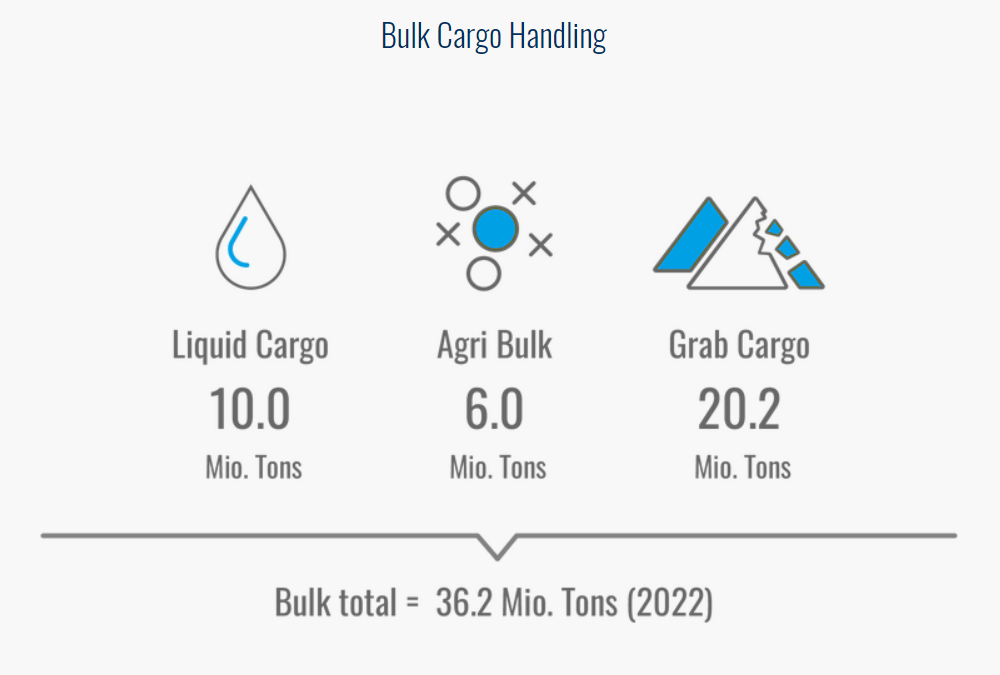 Bulk Cargo Handling
Liquid Cargo
10.0
Mio. Tons
Agri Bulk
6.0
Mio. Tons
Grab Cargo
20.2
Mio. Tons
Bulk total = 36.2 Mio. Tons (2022)